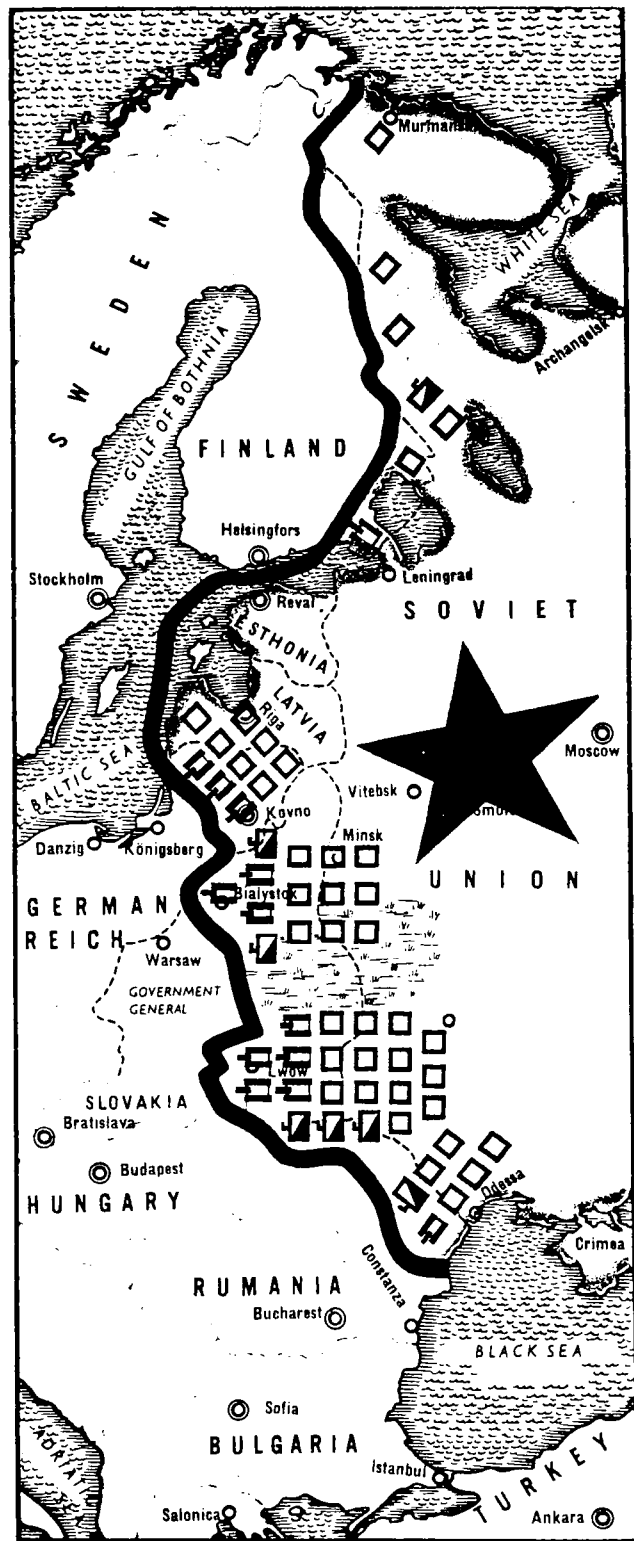 Murmansk
WHITE SEA
Archangelsk
SWEDEN
GULF OF BOTHNIA
FINLAND
Helsingfors
Stockholm
Leningrad
Reval
SOVIET
ESTHONIA
LATVIA
Riga
Moscow
BALTIC SEA
Vitebsk
Kovno
Danzig
Königsberg
Minsk
UNION
Bialystok
GERMAN
REICH
Warsaw
GOVERNMENT
GENERAL
Lwow
SLOVAKIA
Bratislava
Budapest
HUNGARY
Odessa
Crimea
Constanza
RUMANIA
Bucharest
BLACK SEA
Sofia
BULGARIA
Istanbul
TURKEY
Salonica
Ankara